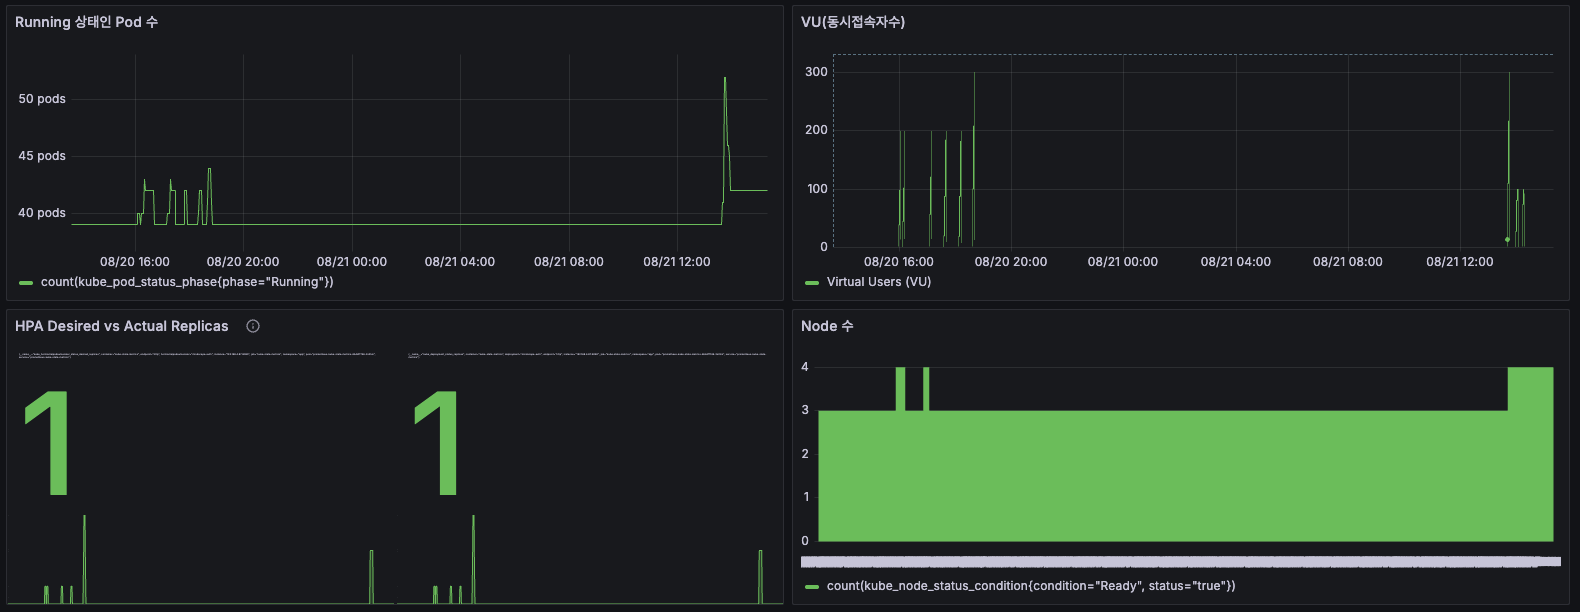 Running 상태인 Pod 수
50 pods
45 pods
40 pods
08/20 16:00 08/20 20:00 08/21 00:00 08/21 04:00 08/21 08:00 08/21 12:00
count(kube_pod_status_phase{phase="Running"})
VU(동시접속자수)
300
200
100
0
08/20 16:00 08/20 20:00 08/21 00:00 08/21 04:00 08/21 08:00 08/21 12:00
Virtual Users (VU)
HPA Desired vs Actual Replicas
1 1
Node 수
4
3
2
1
0
count(kube_node_status_condition{condition="Ready", status="true"})